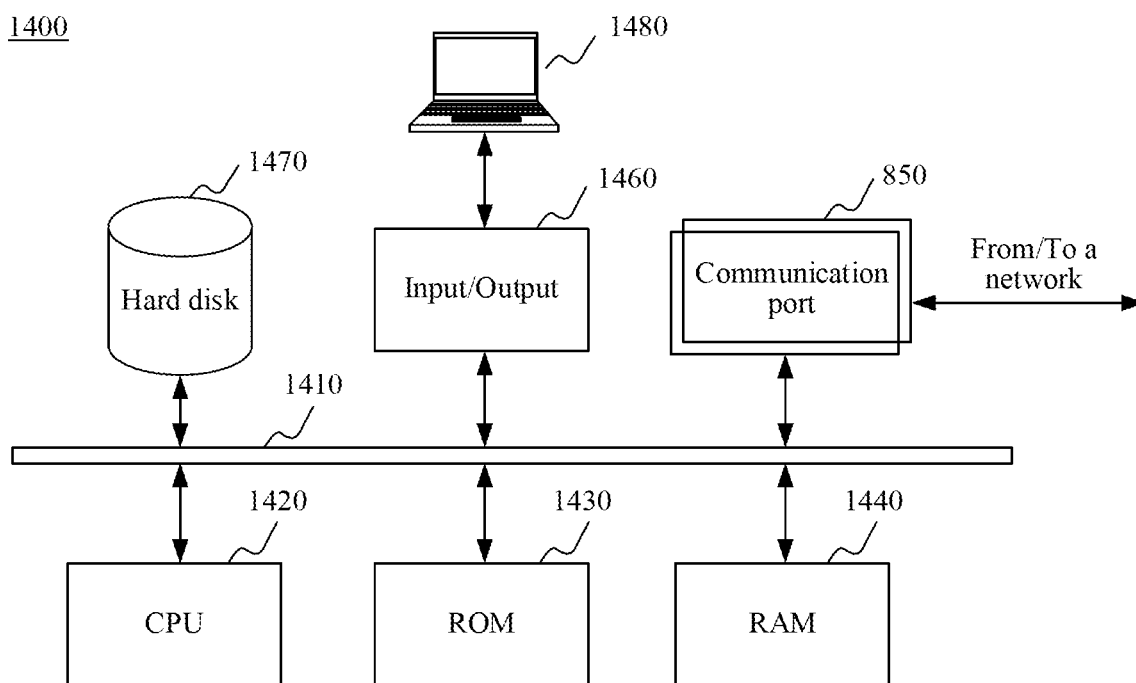 1400
1480
1470
1460
850
Hard disk
Input/Output
Communication
port
From/To a
network
1410
1420
1430
1440
CPU
ROM
RAM